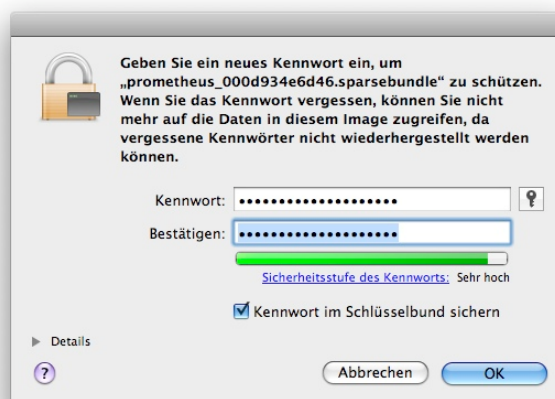 Geben Sie ein neues Kennwort ein, um
„prometheus_000d934e6d46.sparsebundle“ zu schützen.
Wenn Sie das Kennwort vergessen, können Sie nicht
mehr auf die Daten in diesem Image zugreifen, da
vergessene Kennwörter nicht wiederhergestellt werden
können.
Kennwort: ••••••••••••••••••••
Bestätigen: ••••••••••••••••••••
Sicherheitsstufe des Kennworts: Sehr hoch
Kennwort im Schlüsselbund sichern
Details
?
Abbrechen
OK